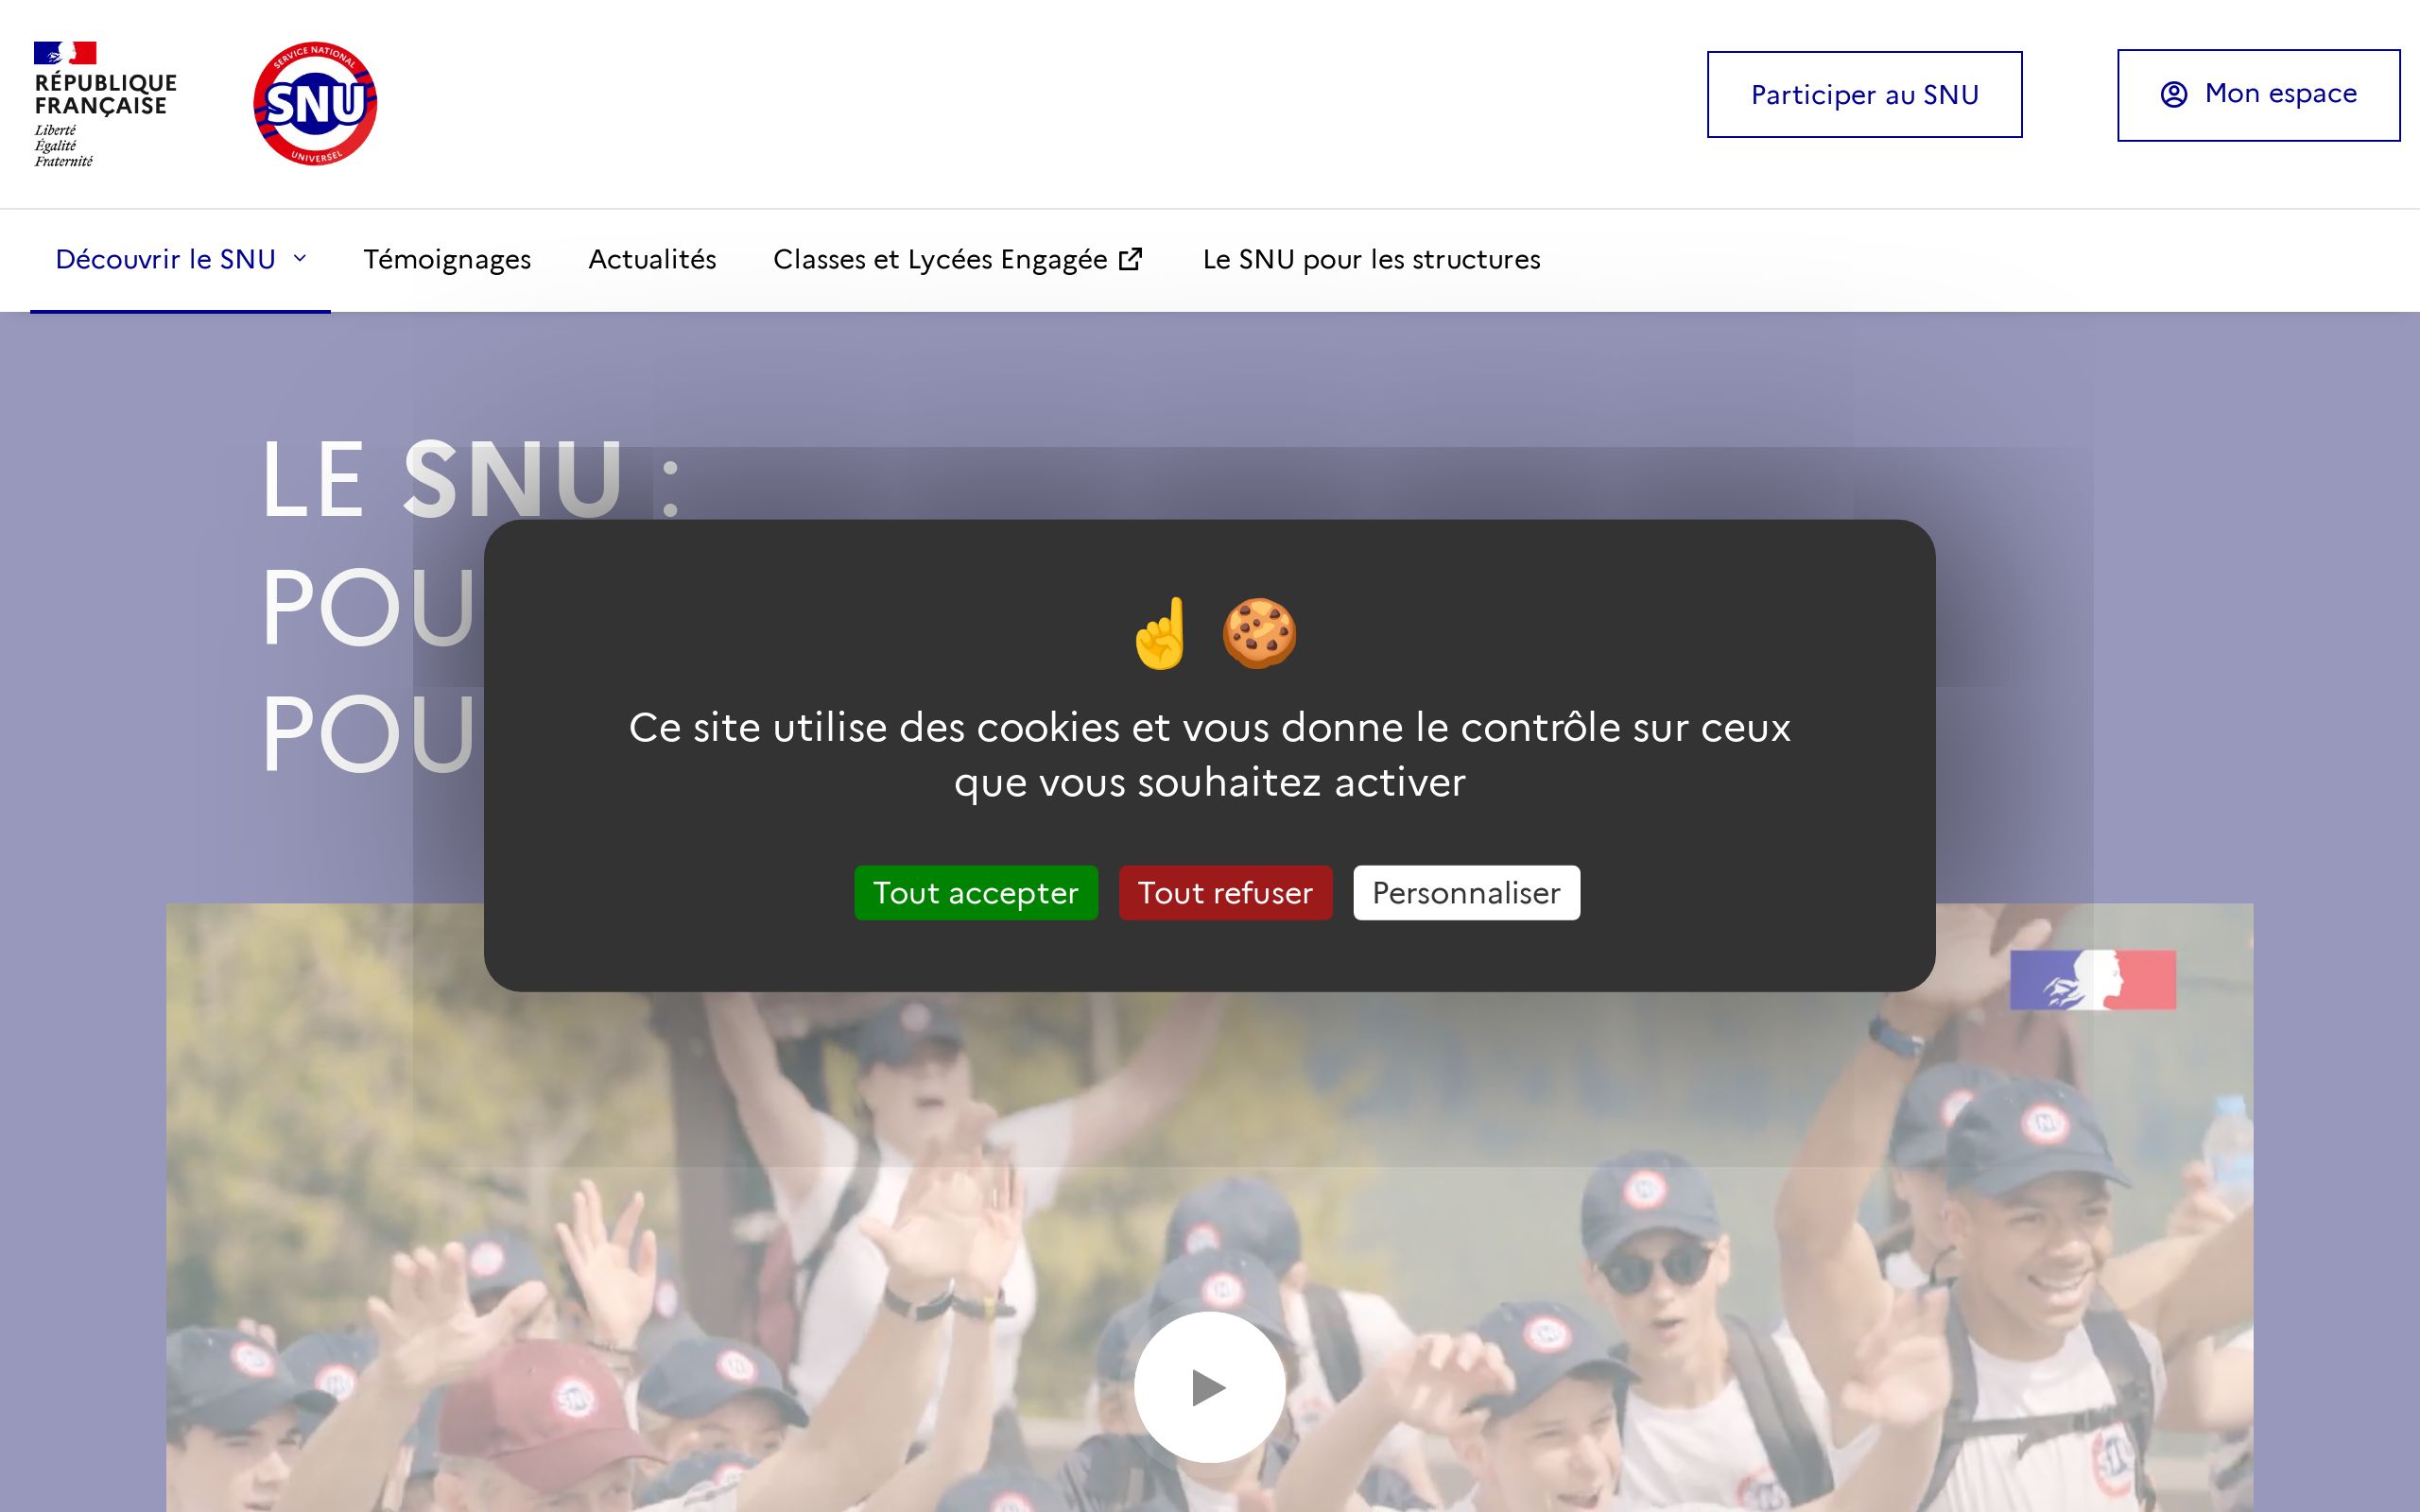 RÉPUBLIQUE
FRANÇAISE
Liberté
Égalité
Fraternité
SERVICE NATIONAL
SNU
UNIVERSEL
Participer au SNU
Mon espace
Découvrir le SNU
Témoignages
Actualités
Classes et Lycées Engagée
Le SNU pour les structures
LE SNU :
POU
POU
Ce site utilise des cookies et vous donne le contrôle sur ceux
que vous souhaitez activer
Tout accepter
Tout refuser
Personnaliser